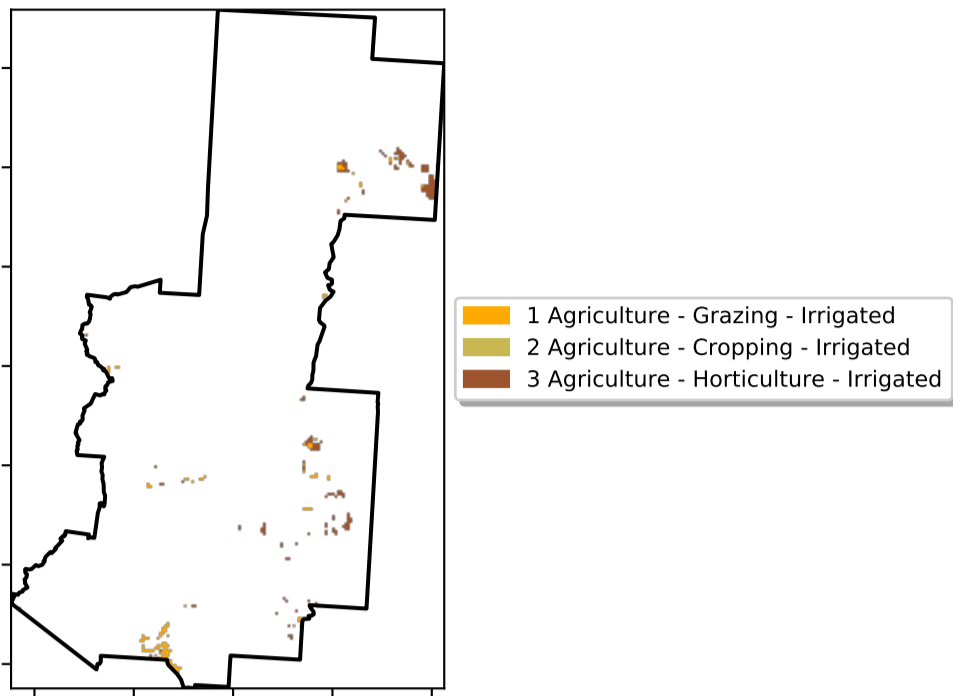 1 Agriculture - Grazing - Irrigated
2 Agriculture - Cropping - Irrigated
3 Agriculture - Horticulture - Irrigated